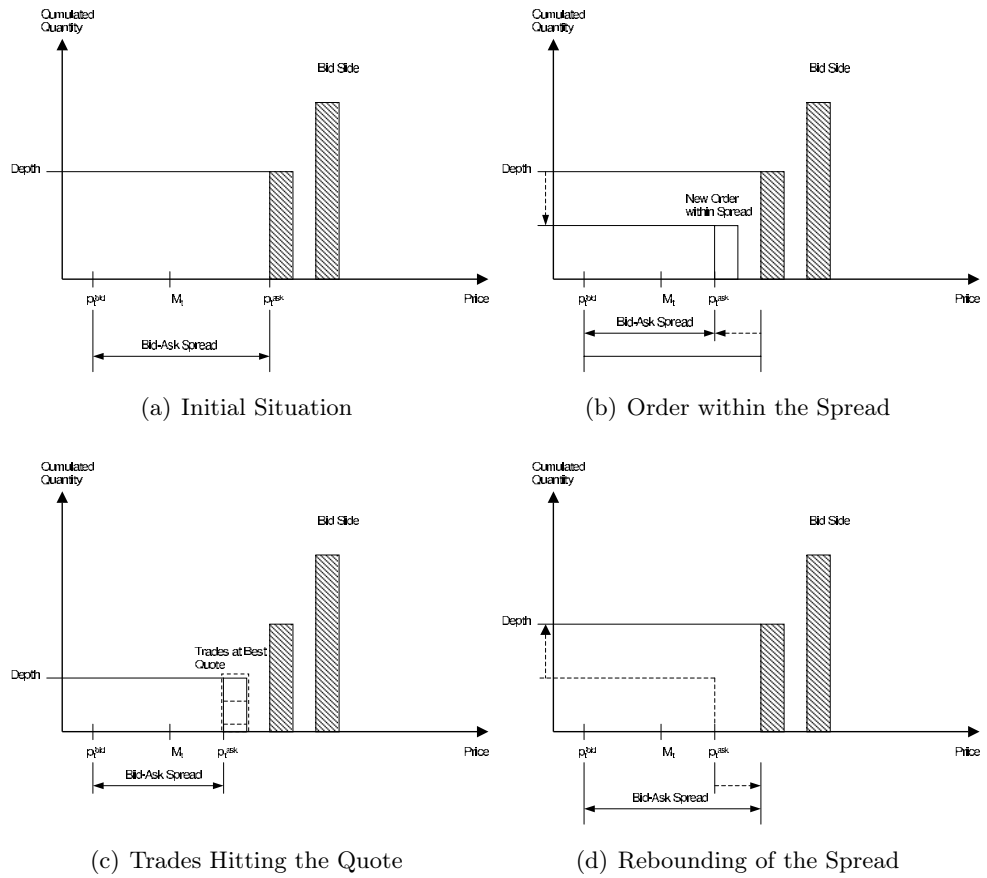 Cumulated
Quantity
Bid Side
Depth
p_t^bid
M_t
p_t^ask
Price
Bid-Ask Spread
(a) Initial Situation
Cumulated
Quantity
Bid Side
Depth
New Order
within Spread
p_t^bid
M_t
p_t^ask
Price
Bid-Ask Spread
(b) Order within the Spread
Cumulated
Quantity
Bid Side
Trades at Best
Quote
Depth
p_t^bid
M_t
p_t^ask
Price
Bid-Ask Spread
(c) Trades Hitting the Quote
Cumulated
Quantity
Bid Side
Depth
p_t^bid
M_t
p_t^ask
Price
Bid-Ask Spread
(d) Rebounding of the Spread